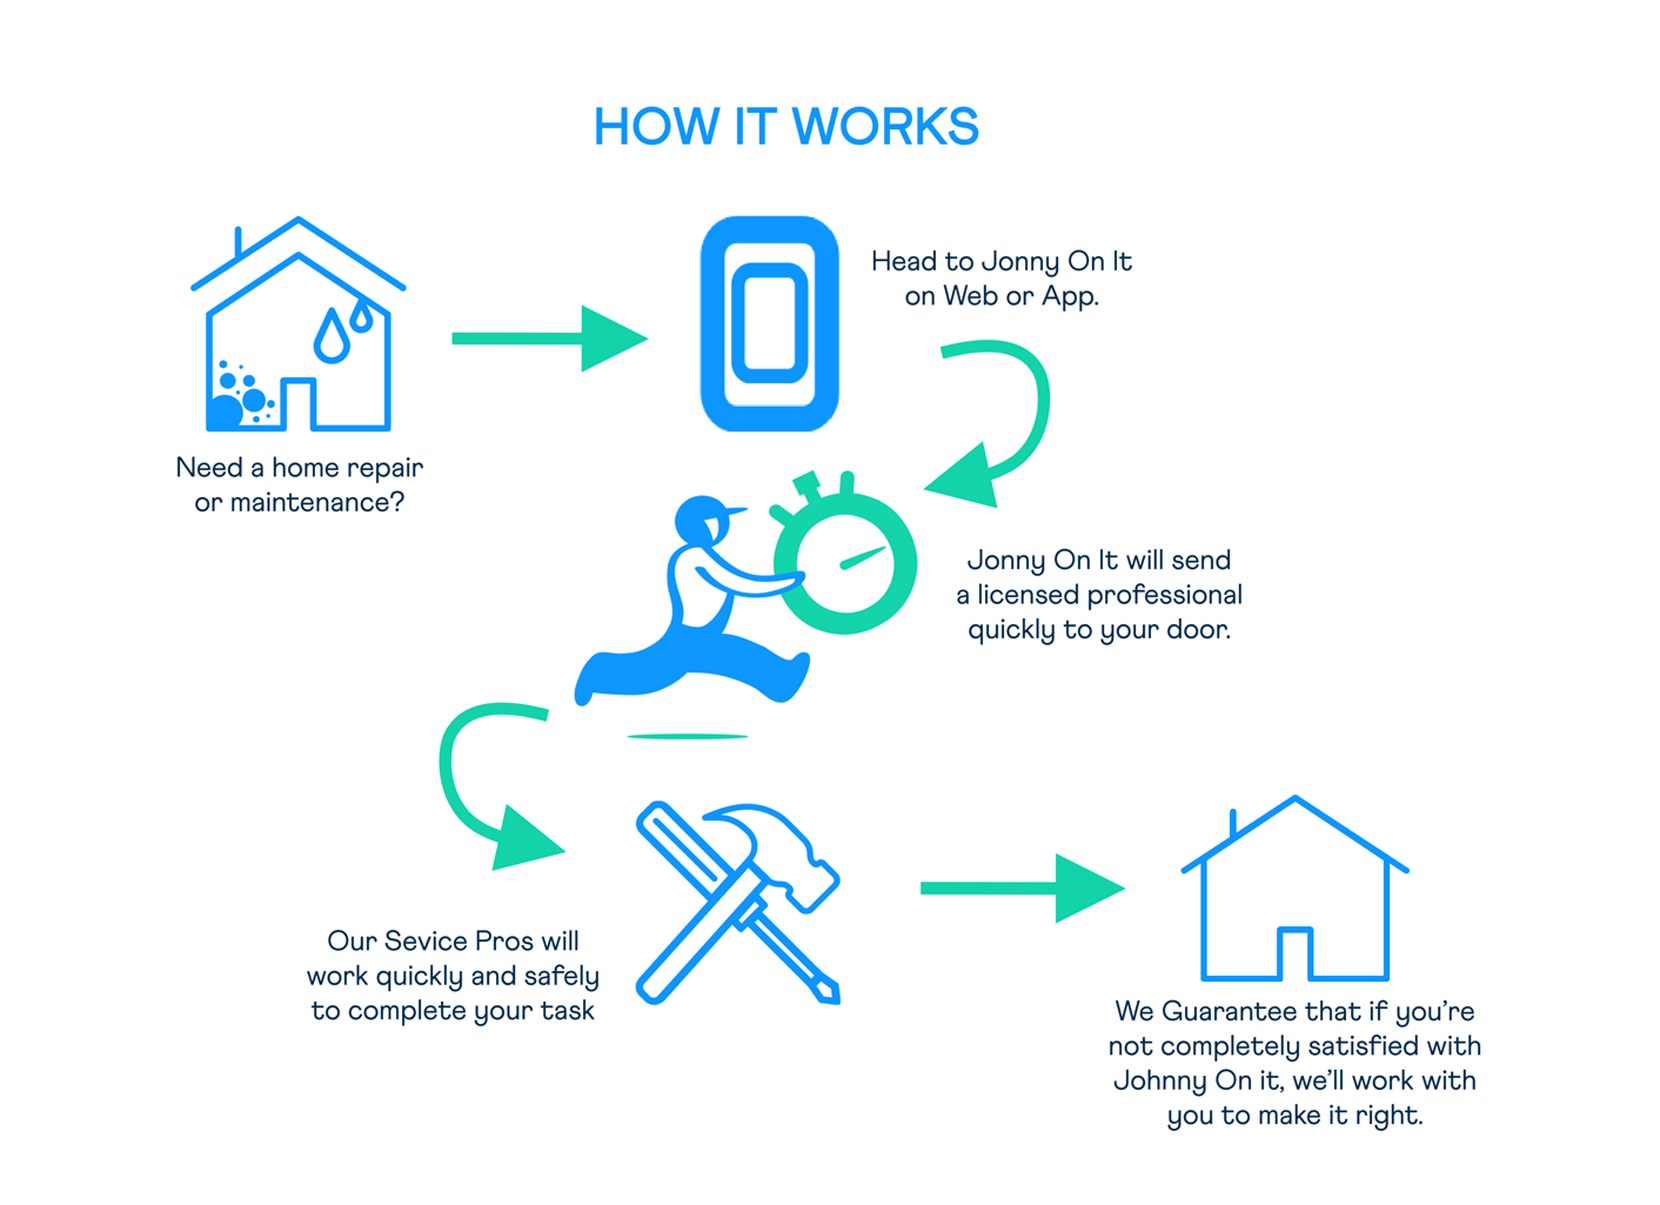 HOW IT WORKS
Need a home repair
or maintenance?
Head to Jonny On It
on Web or App.
Jonny On It will send
a licensed professional
quickly to your door.
Our Sevice Pros will
work quickly and safely
to complete your task
We Guarantee that if you're
not completely satisfied with
Johnny On it, we'll work with
you to make it right.